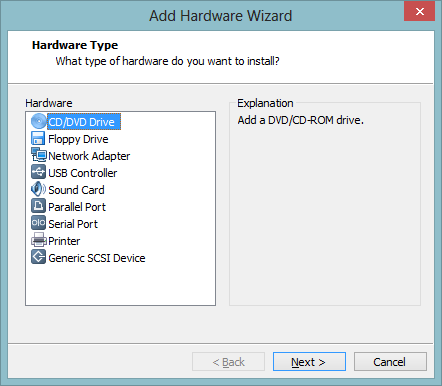 Add Hardware Wizard
Hardware Type
What type of hardware do you want to install?
Hardware
CD/DVD Drive
Floppy Drive
Network Adapter
USB Controller
Sound Card
Parallel Port
Serial Port
Printer
Generic SCSI Device
Explanation
Add a DVD/CD-ROM drive.
< Back
Next >
Cancel